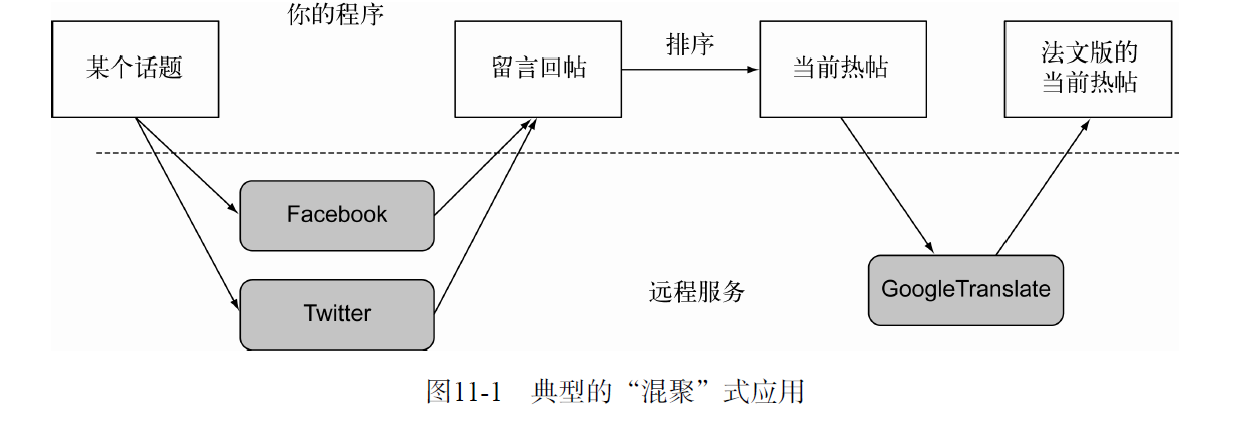 你的程序
某个话题
留言回帖
排序
当前热帖
法文版的
当前热帖
Facebook
Twitter
远程服务
GoogleTranslate
图11-1 典型的“混聚”式应用